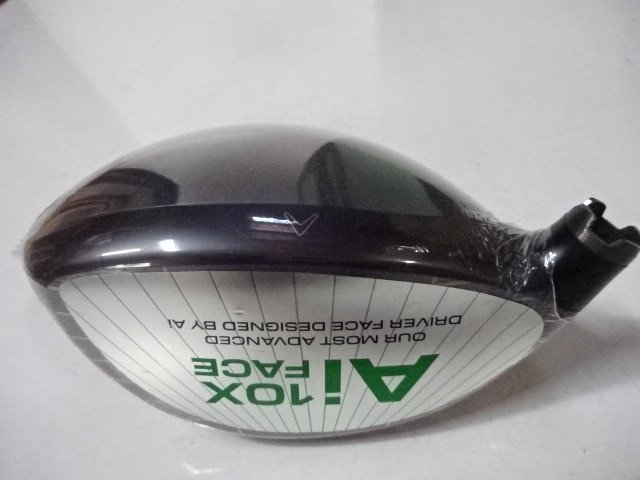 Ai 10X
FACE
OUR MOST ADVANCED
DRIVER FACE DESIGNED BY Ai